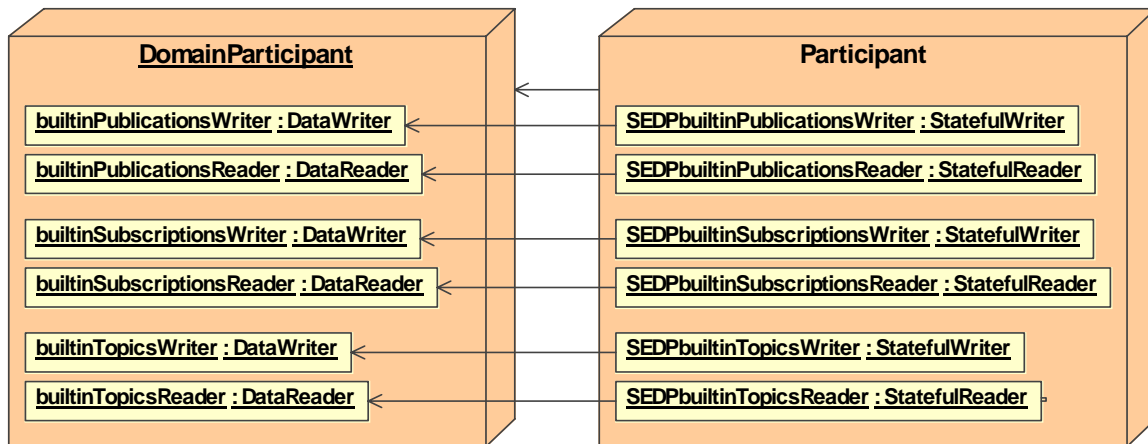 DomainParticipant
builtinPublicationsWriter : DataWriter
builtinPublicationsReader : DataReader
builtinSubscriptionsWriter : DataWriter
builtinSubscriptionsReader : DataReader
builtinTopicsWriter : DataWriter
builtinTopicsReader : DataReader
Participant
SEDPbuiltinPublicationsWriter : StatefulWriter
SEDPbuiltinPublicationsReader : StatefulReader
SEDPbuiltinSubscriptionsWriter : StatefulWriter
SEDPbuiltinSubscriptionsReader : StatefulReader
SEDPbuiltinTopicsWriter : StatefulWriter
SEDPbuiltinTopicsReader : StatefulReader